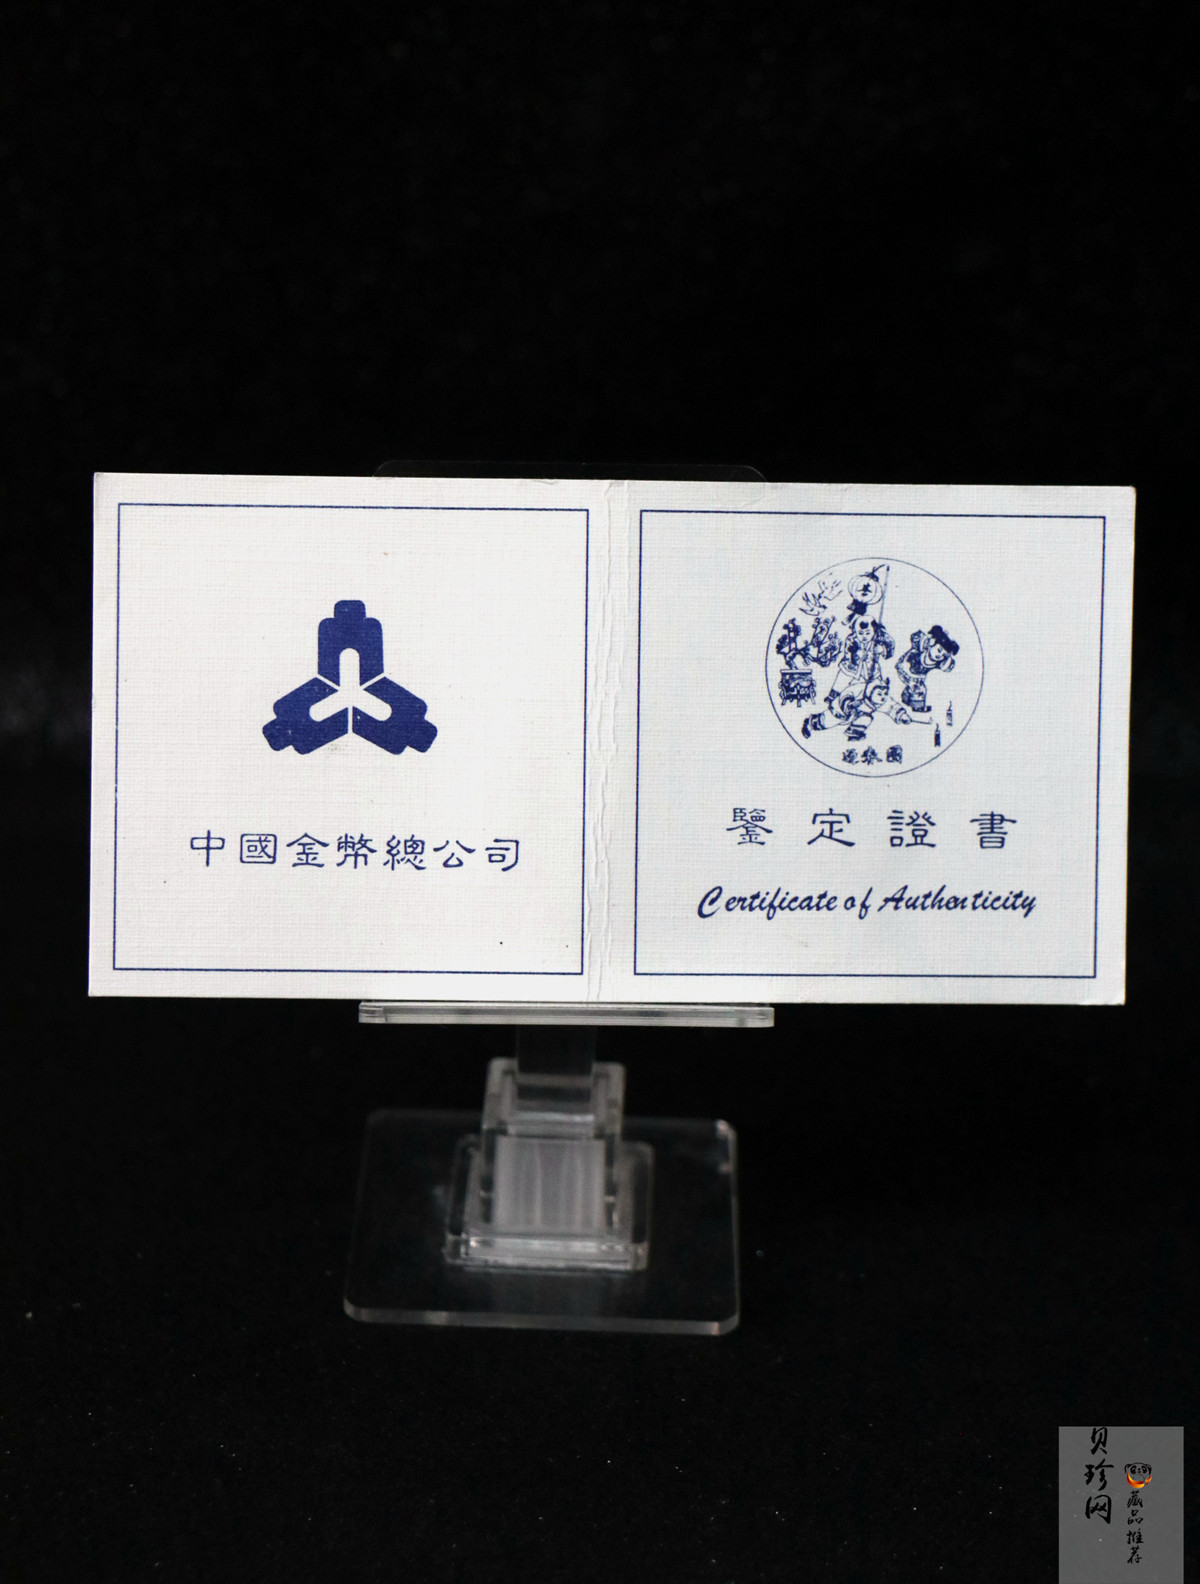 中國金幣總公司
春
鑒定證書
Certificate of Authenticity
贝珍网
藏品推荐